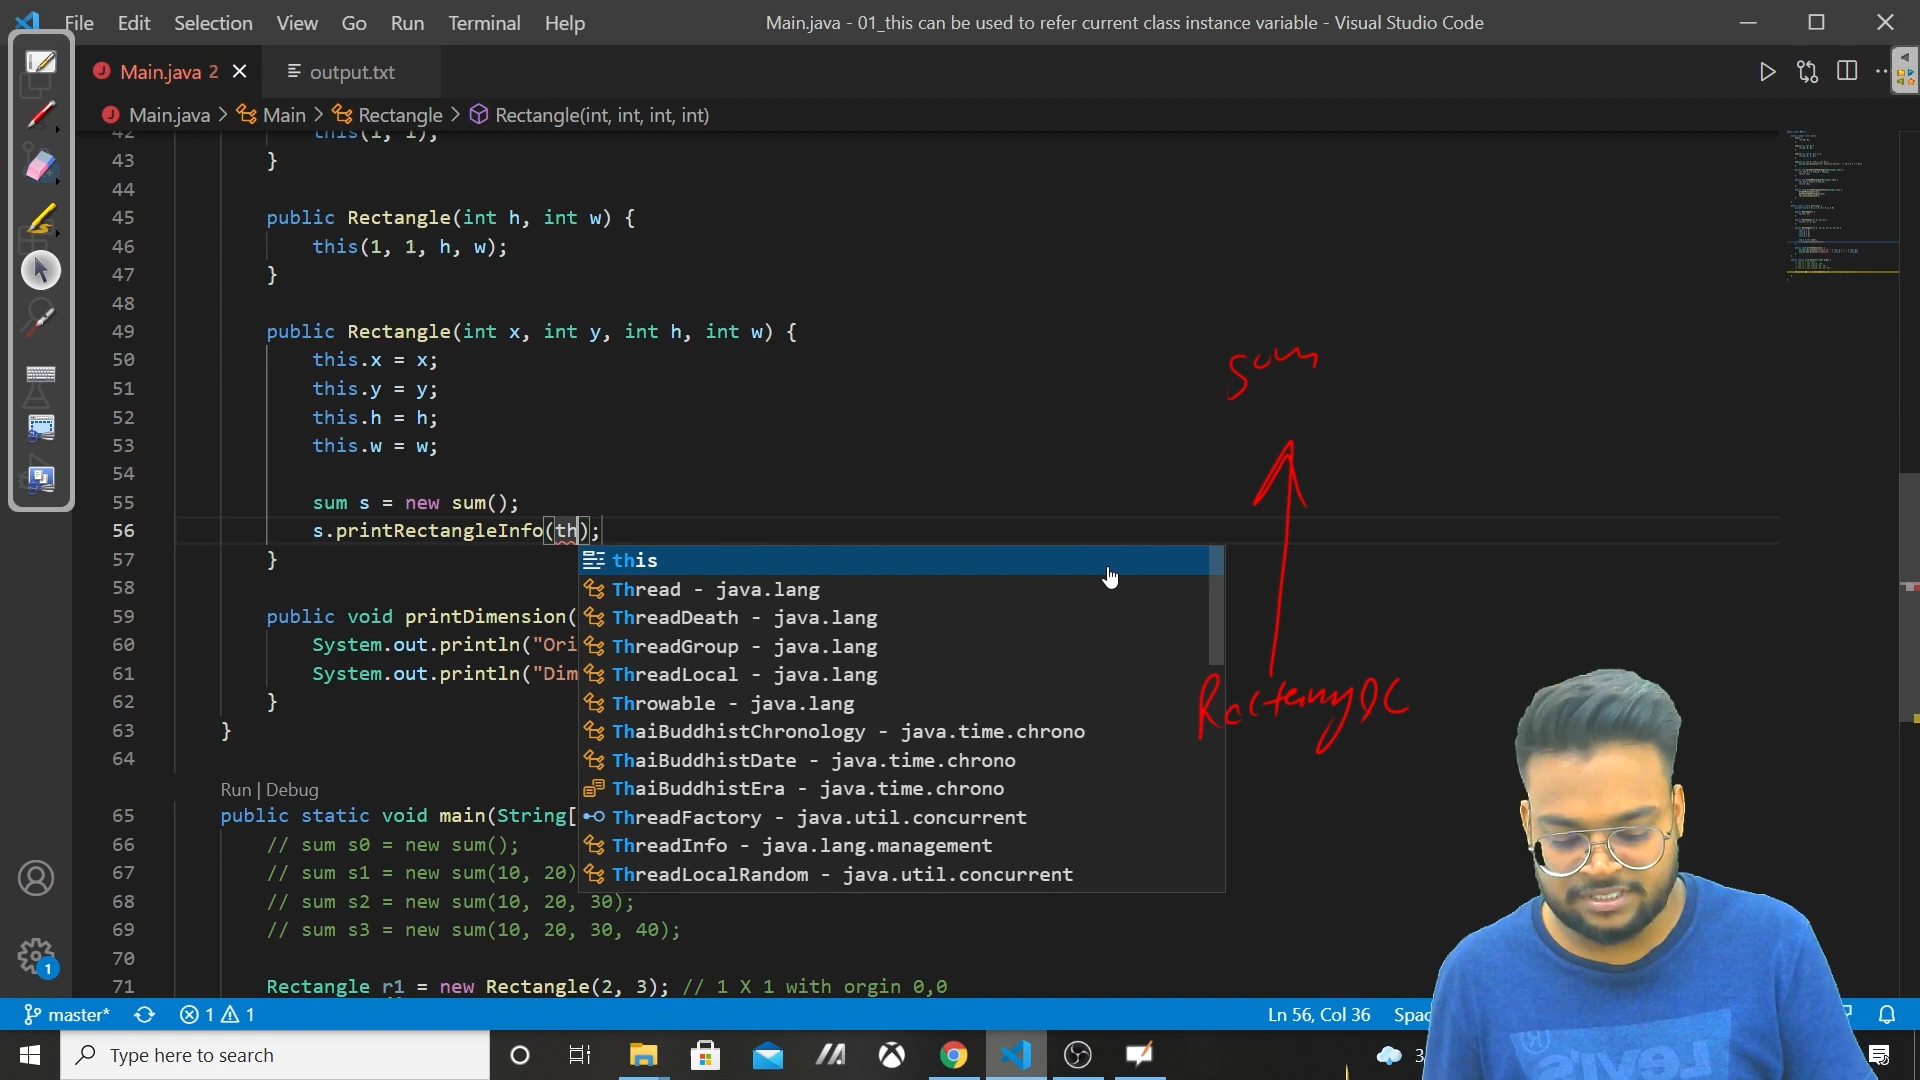 File Edit Selection View Go Run Terminal Help Main.java - 01_this can be used to refer current class instance variable - Visual Studio Code
Main.java 2 output.txt
Main.java > Main > Rectangle > Rectangle(int, int, int, int)
42 this(1, 1);
43 }
44
45 public Rectangle(int h, int w) {
46 this(1, 1, h, w);
47 }
48
49 public Rectangle(int x, int y, int h, int w) {
50 this.x = x;
51 this.y = y;
52 this.h = h;
53 this.w = w;
54
55 sum s = new sum();
56 s.printRectangleInfo(th);
57 }
58
59 public void printDimension(
60 System.out.println("Ori
61 System.out.println("Dim
62 }
63 }
64
Run | Debug
65 public static void main(String[
66 // sum s0 = new sum();
67 // sum s1 = new sum(10, 20)
68 // sum s2 = new sum(10, 20, 30);
69 // sum s3 = new sum(10, 20, 30, 40);
70
71 Rectangle r1 = new Rectangle(2, 3); // 1 X 1 with orgin 0,0
this
Thread - java.lang
ThreadDeath - java.lang
ThreadGroup - java.lang
ThreadLocal - java.lang
Throwable - java.lang
ThaiBuddhistChronology - java.time.chrono
ThaiBuddhistDate - java.time.chrono
ThaiBuddhistEra - java.time.chrono
ThreadFactory - java.util.concurrent
ThreadInfo - java.lang.management
ThreadLocalRandom - java.util.concurrent
Sum
Rectangle
1
master* 1 1 Ln 56, Col 36 Spac
Type here to search 3